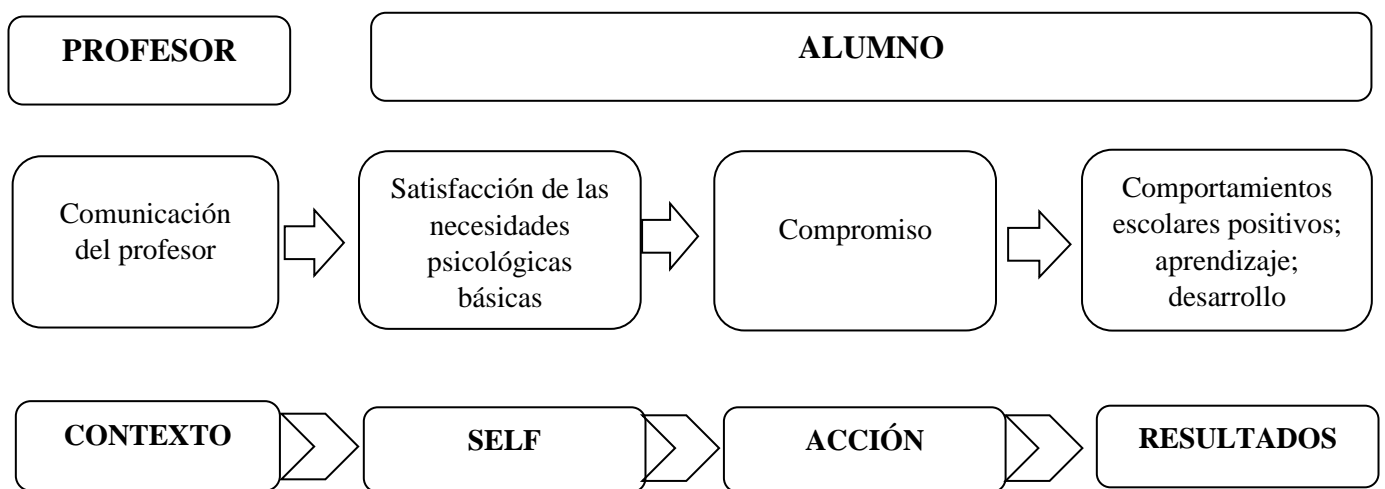 PROFESOR
ALUMNO
Comunicación
del profesor
Satisfacción de las
necesidades
psicológicas
básicas
Compromiso
Comportamientos
escolares positivos;
aprendizaje;
desarrollo
CONTEXTO
SELF
ACCIÓN
RESULTADOS